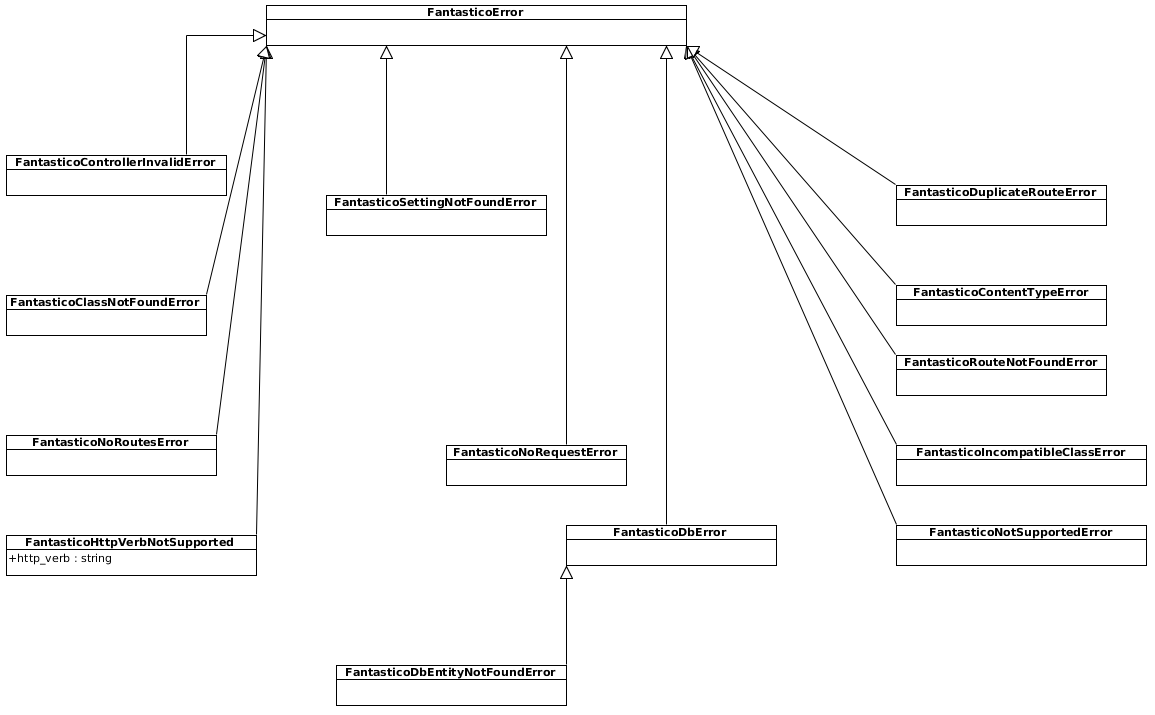 FantasticoError
FantasticoControllerInvalidError
FantasticoDuplicateRouteError
FantasticoSettingNotFoundError
FantasticoContentTypeError
FantasticoClassNotFoundError
FantasticoRouteNotFoundError
FantasticoNoRoutesError
FantasticoNoRequestError
FantasticoIncompatibleClassError
FantasticoHttpVerbNotSupported
+http_verb : string
FantasticoDbError
FantasticoNotSupportedError
FantasticoDbEntityNotFoundError